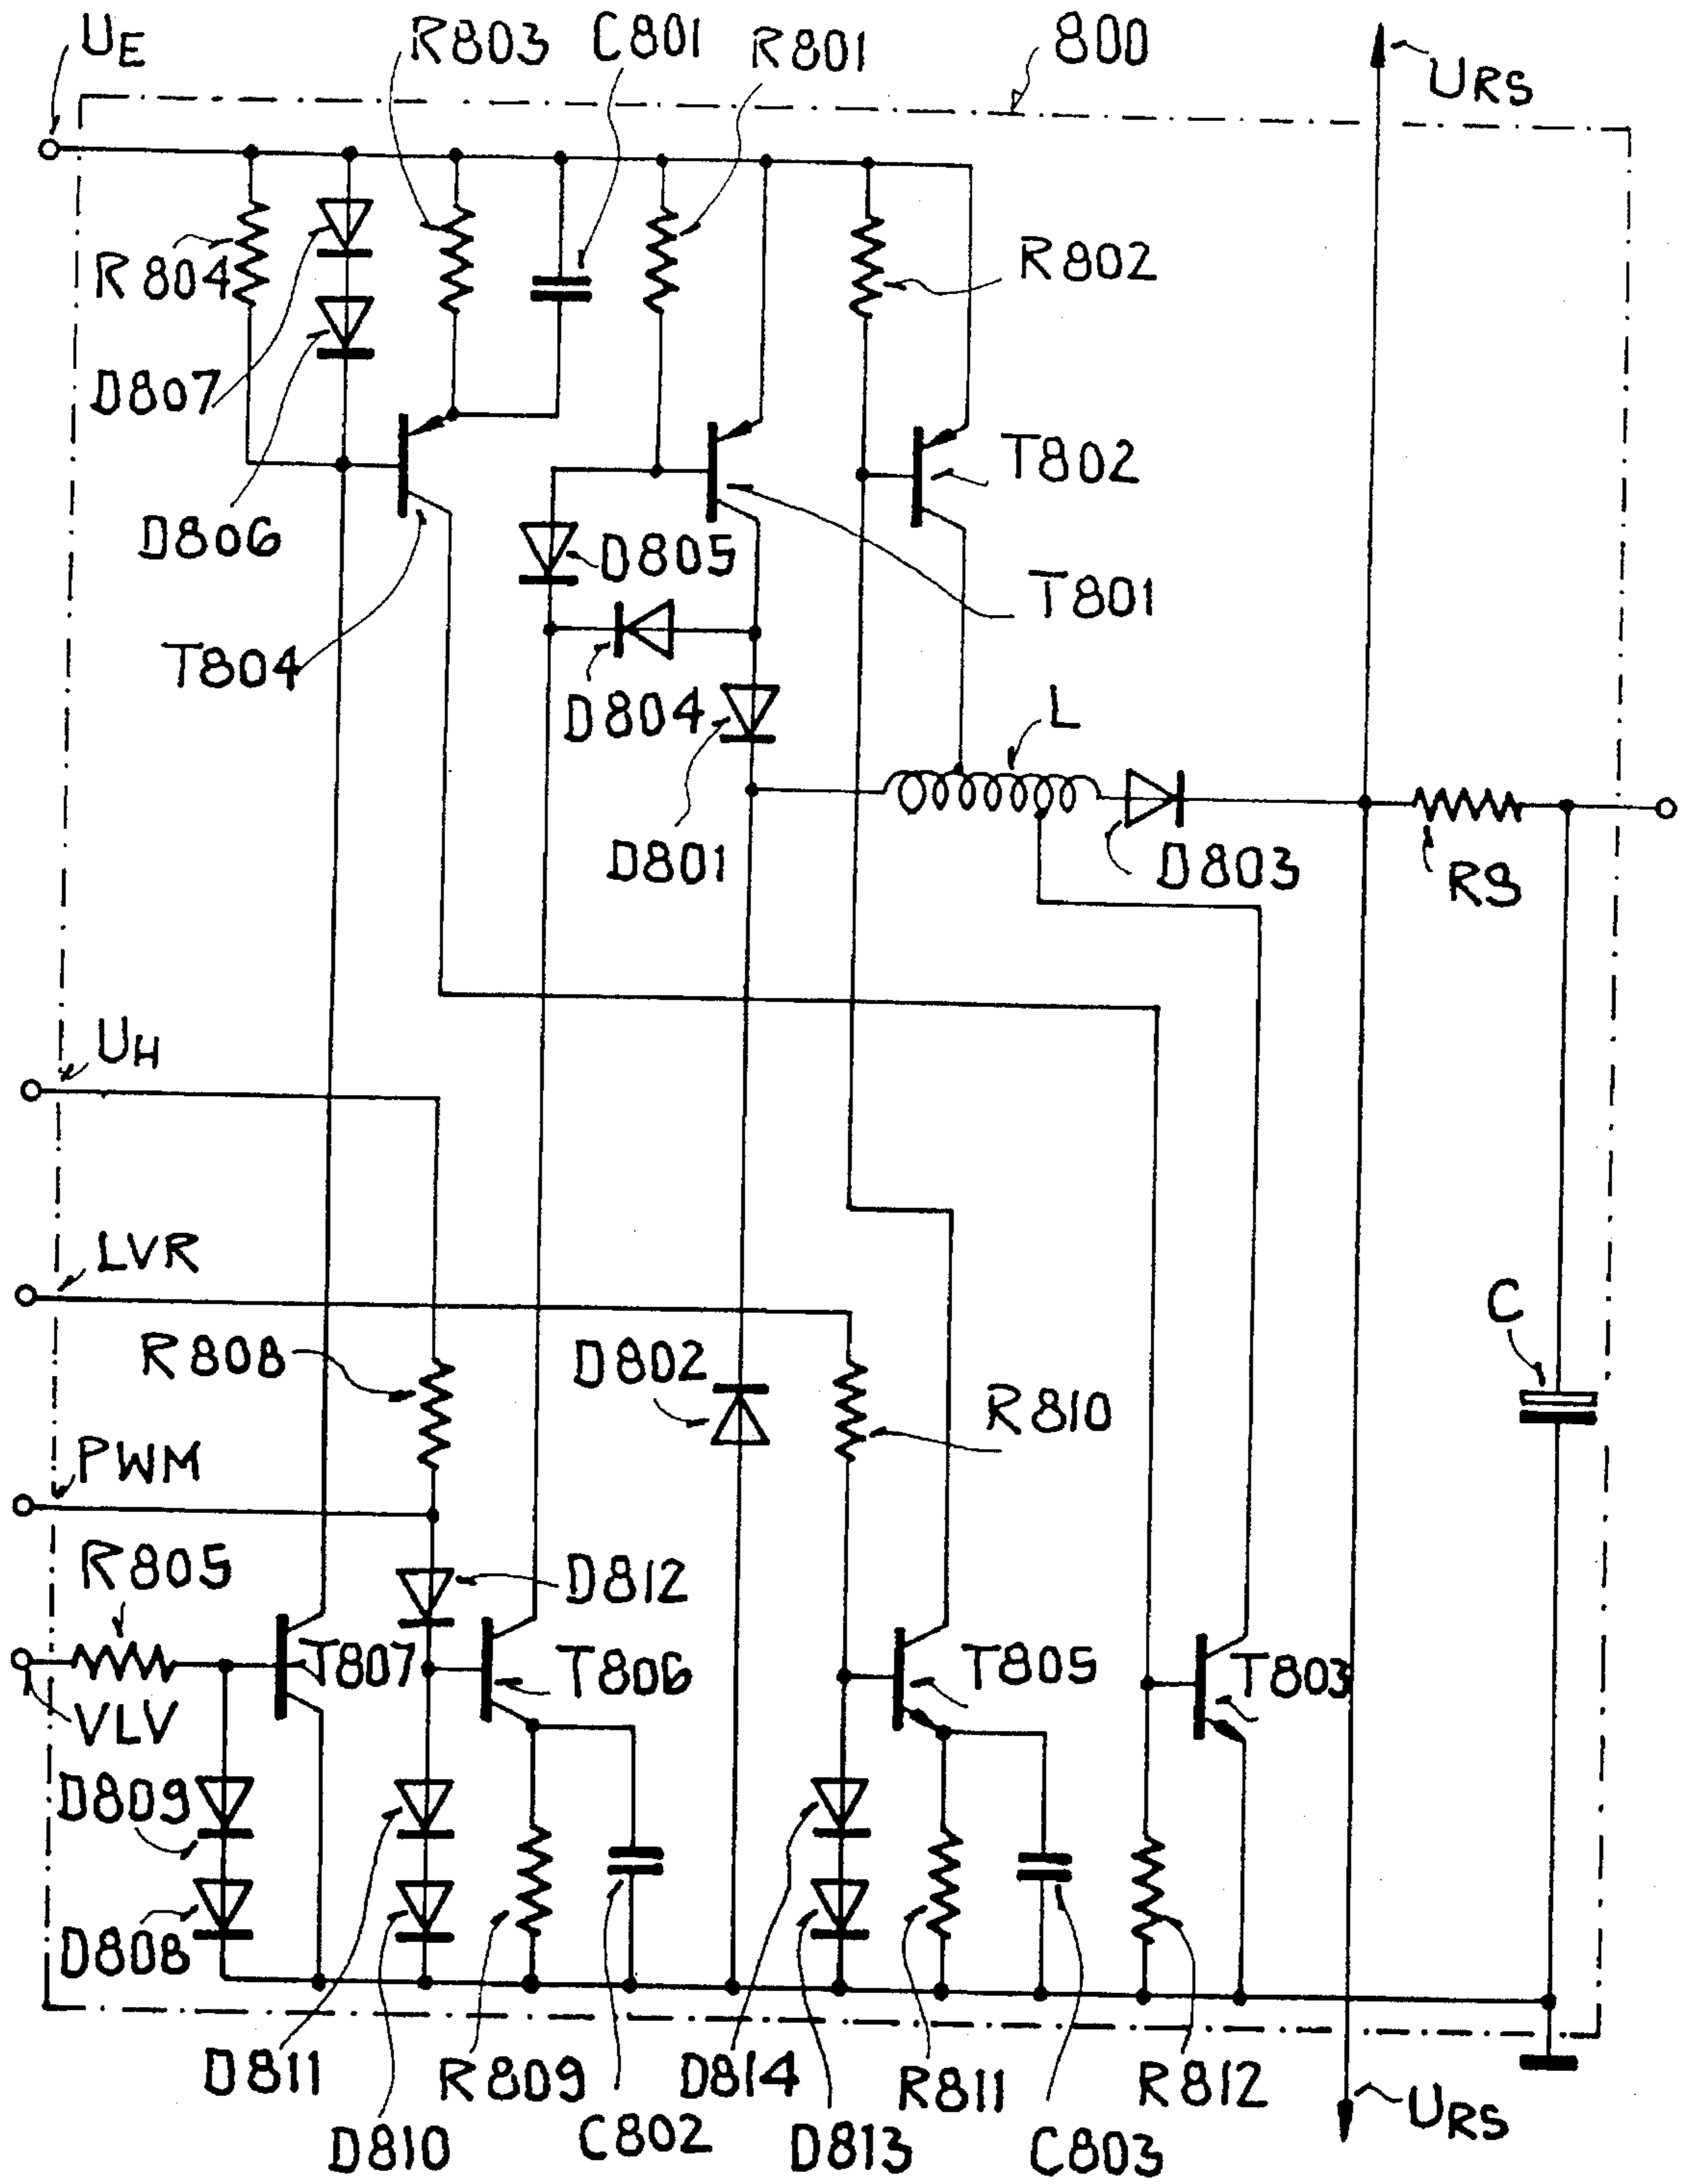 UE
R803
C801
R801
800
URS
R804
R802
D807
T802
D806
D805
T801
T804
D804
L
D801
D803
RS
UH
LVR
C
R808
D802
R810
PWM
R805
D812
T807
T806
T805
T803
VLV
D809
D808
D811
R809
D814
R811
R812
D810
C802
D813
C803
URS